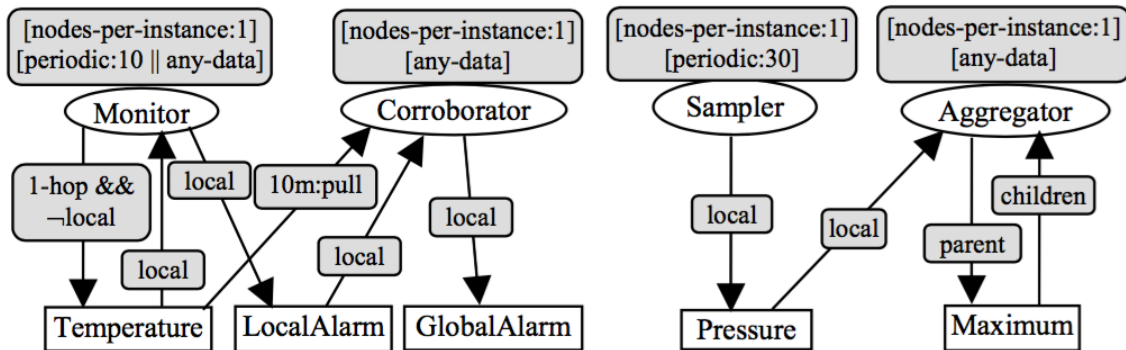 [nodes-per-instance:1]
[periodic:10 || any-data]
Monitor
[nodes-per-instance:1]
[any-data]
Corroborator
[nodes-per-instance:1]
[periodic:30]
Sampler
[nodes-per-instance:1]
[any-data]
Aggregator
1-hop &&
¬local
local
local
10m:pull
local
local
local
local
parent
children
Temperature
LocalAlarm
GlobalAlarm
Pressure
Maximum